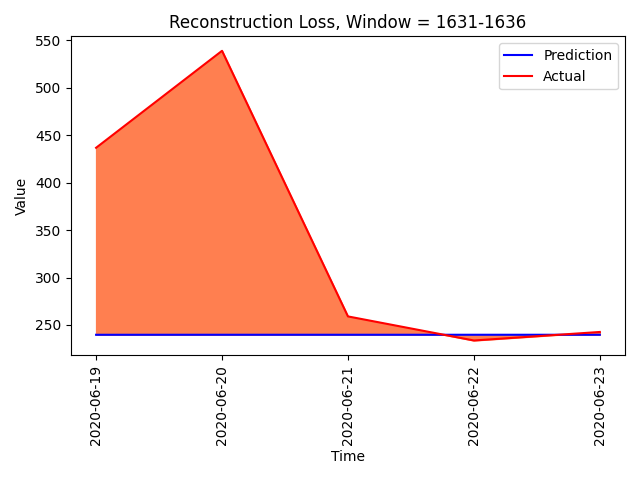 Reconstruction Loss, Window = 1631-1636
Prediction
Actual
Value
550
500
450
400
350
300
250
2020-06-19
2020-06-20
2020-06-21
2020-06-22
2020-06-23
Time